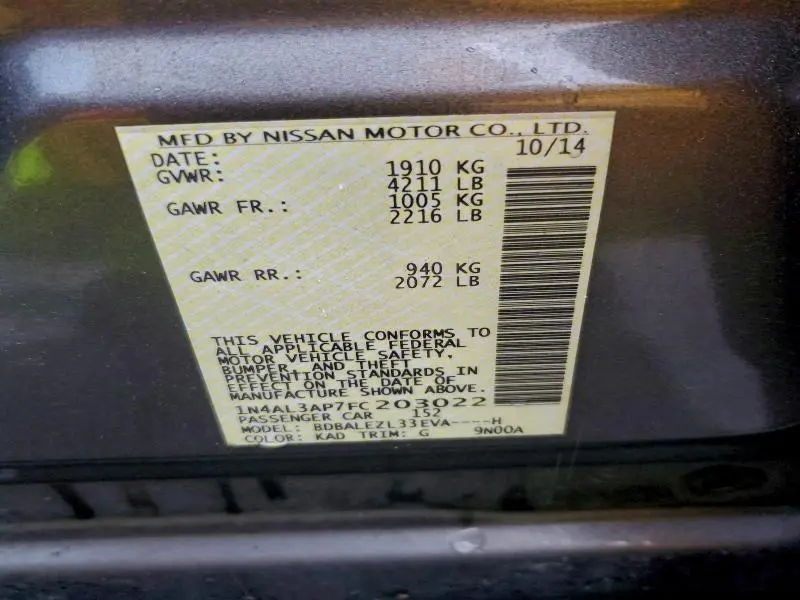 MFD BY NISSAN MOTOR CO., LTD.
DATE: 10/14
GVWR: 1910 KG
4211 LB
GAWR FR.: 1005 KG
2216 LB
GAWR RR.: 940 KG
2072 LB
THIS VEHICLE CONFORMS TO
ALL APPLICABLE FEDERAL
MOTOR VEHICLE SAFETY,
BUMPER, AND THEFT
PREVENTION STANDARDS IN
EFFECT ON THE DATE OF
MANUFACTURE SHOWN ABOVE.
1N4AL3AP7FC203022
PASSENGER CAR 152
MODEL: BDBALEZL33EVA----H
COLOR: KAD TRIM: G 9N00A